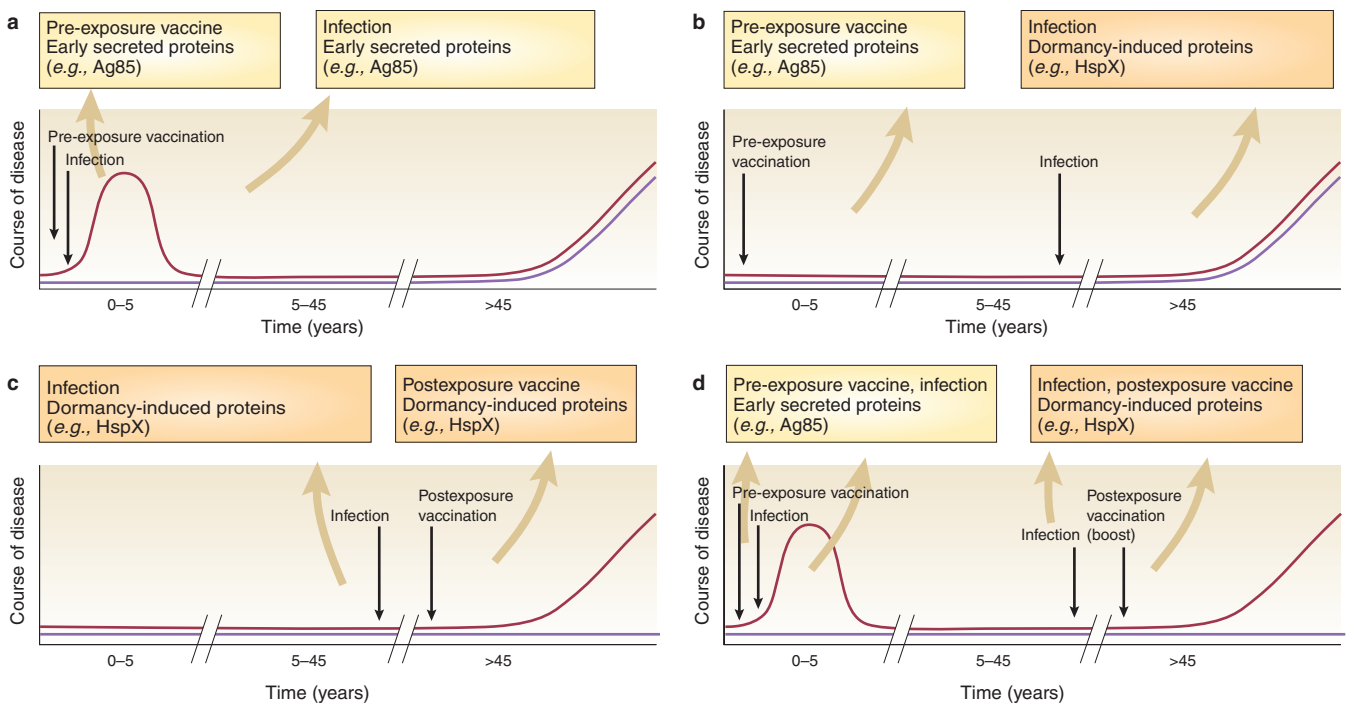 a
Pre-exposure vaccine
Early secreted proteins
(e.g., Ag85)
Infection
Early secreted proteins
(e.g., Ag85)
Pre-exposure vaccination
Infection
Course of disease
0–5
5–45
>45
Time (years)
b
Pre-exposure vaccine
Early secreted proteins
(e.g., Ag85)
Infection
Dormancy-induced proteins
(e.g., HspX)
Pre-exposure
vaccination
Infection
Course of disease
0–5
5–45
>45
Time (years)
c
Infection
Dormancy-induced proteins
(e.g., HspX)
Postexposure vaccine
Dormancy-induced proteins
(e.g., HspX)
Infection
Postexposure
vaccination
Course of disease
0–5
5–45
>45
Time (years)
d
Pre-exposure vaccine, infection
Early secreted proteins
(e.g., Ag85)
Infection, postexposure vaccine
Dormancy-induced proteins
(e.g., HspX)
Pre-exposure vaccination
Infection
Infection
Postexposure
vaccination
(boost)
Course of disease
0–5
5–45
>45
Time (years)